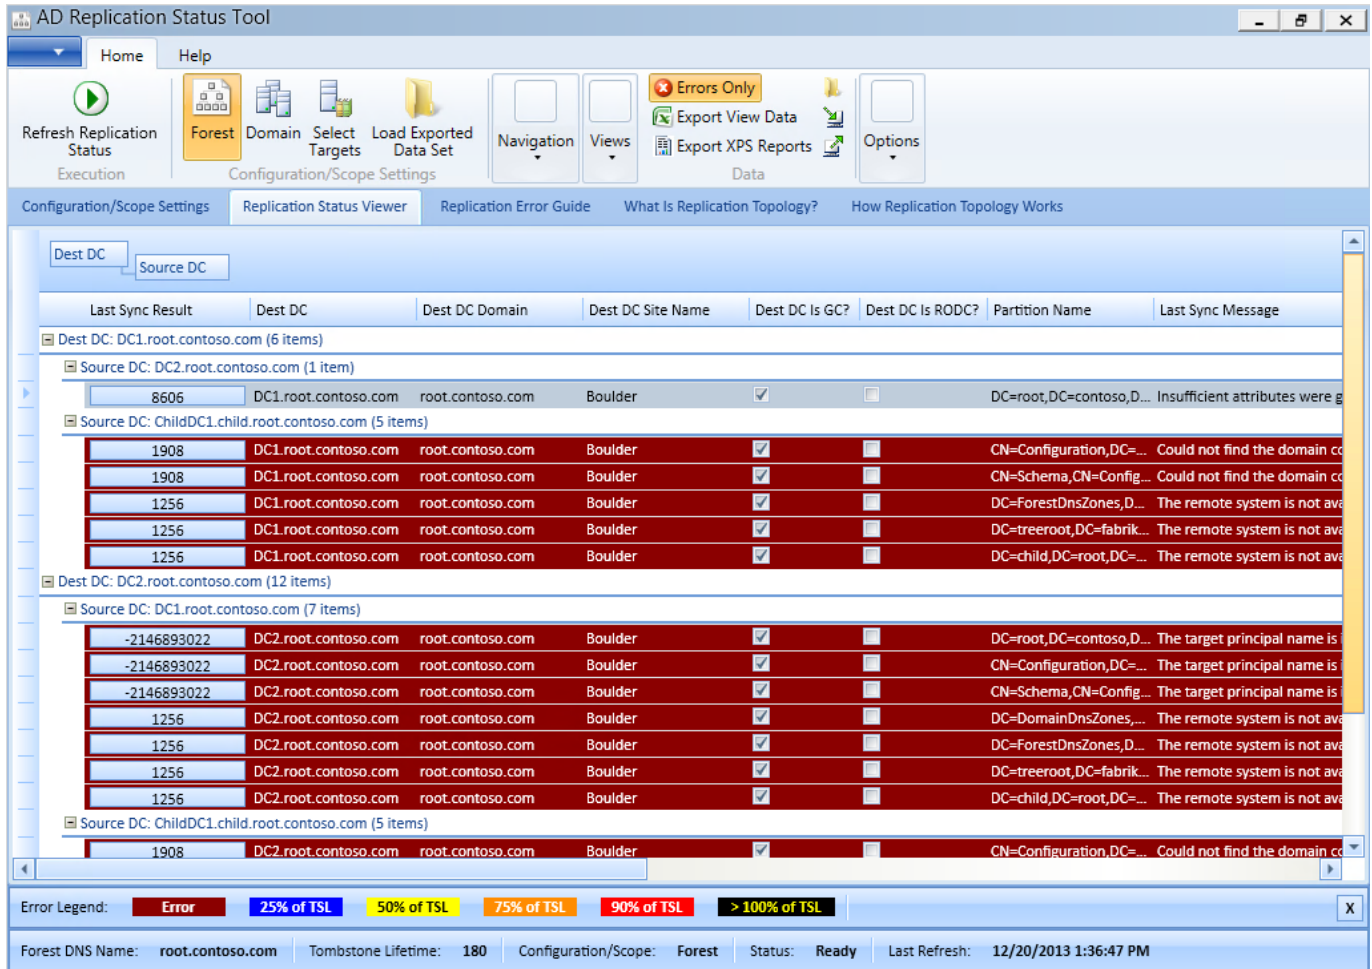 AD Replication Status Tool
Home Help
Refresh Replication Status
Forest
Domain
Select Targets
Load Exported Data Set
Navigation
Views
Errors Only
Export View Data
Export XPS Reports
Options
Execution
Configuration/Scope Settings
Data
Configuration/Scope Settings Replication Status Viewer Replication Error Guide What Is Replication Topology? How Replication Topology Works
Dest DC
Source DC
Last Sync Result Dest DC Dest DC Domain Dest DC Site Name Dest DC Is GC? Dest DC Is RODC? Partition Name Last Sync Message
Dest DC: DC1.root.contoso.com (6 items)
Source DC: DC2.root.contoso.com (1 item)
8606 DC1.root.contoso.com root.contoso.com Boulder DC=root,DC=contoso,D... Insufficient attributes were g
Source DC: ChildDC1.child.root.contoso.com (5 items)
1908 DC1.root.contoso.com root.contoso.com Boulder CN=Configuration,DC=... Could not find the domain co
1908 DC1.root.contoso.com root.contoso.com Boulder CN=Schema,CN=Config... Could not find the domain co
1256 DC1.root.contoso.com root.contoso.com Boulder DC=ForestDnsZones,D... The remote system is not ava
1256 DC1.root.contoso.com root.contoso.com Boulder DC=treeroot,DC=fabrik... The remote system is not ava
1256 DC1.root.contoso.com root.contoso.com Boulder DC=child,DC=root,DC=... The remote system is not ava
Dest DC: DC2.root.contoso.com (12 items)
Source DC: DC1.root.contoso.com (7 items)
-2146893022 DC2.root.contoso.com root.contoso.com Boulder DC=root,DC=contoso,D... The target principal name is i
-2146893022 DC2.root.contoso.com root.contoso.com Boulder CN=Configuration,DC=... The target principal name is i
-2146893022 DC2.root.contoso.com root.contoso.com Boulder CN=Schema,CN=Config... The target principal name is i
1256 DC2.root.contoso.com root.contoso.com Boulder DC=DomainDnsZones,... The remote system is not ava
1256 DC2.root.contoso.com root.contoso.com Boulder DC=ForestDnsZones,D... The remote system is not ava
1256 DC2.root.contoso.com root.contoso.com Boulder DC=treeroot,DC=fabrik... The remote system is not ava
1256 DC2.root.contoso.com root.contoso.com Boulder DC=child,DC=root,DC=... The remote system is not ava
Source DC: ChildDC1.child.root.contoso.com (5 items)
1908 DC2.root.contoso.com root.contoso.com Boulder CN=Configuration,DC=... Could not find the domain co
Error Legend: Error 25% of TSL 50% of TSL 75% of TSL 90% of TSL > 100% of TSL X
Forest DNS Name: root.contoso.com Tombstone Lifetime: 180 Configuration/Scope: Forest Status: Ready Last Refresh: 12/20/2013 1:36:47 PM